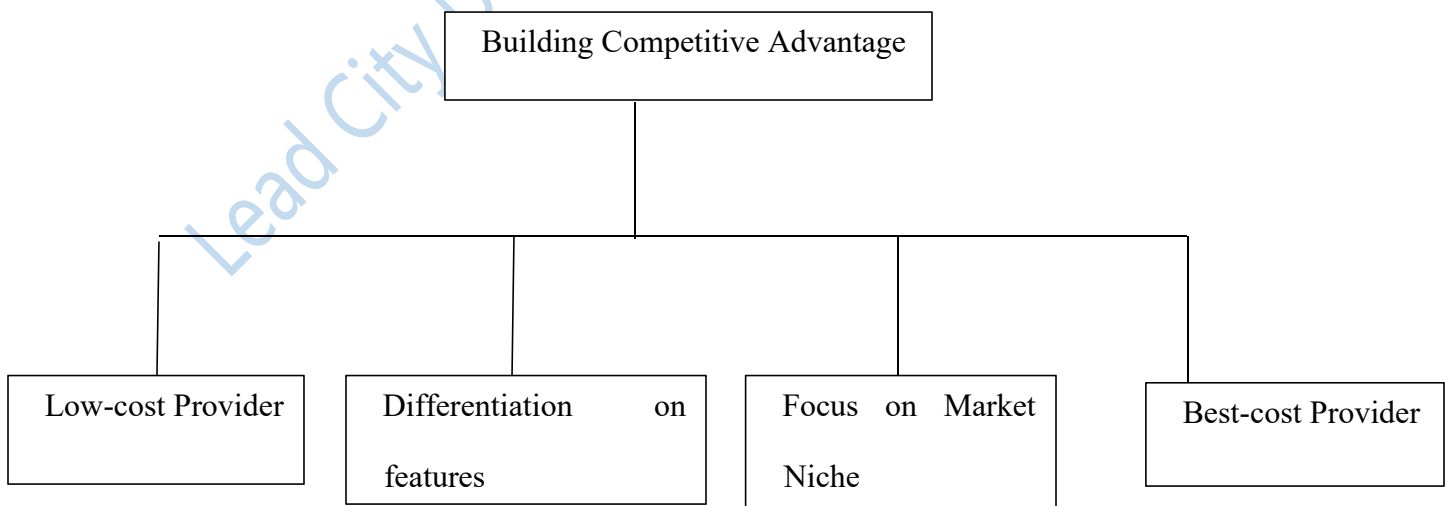 Building Competitive Advantage
Lead City
Low-cost Provider
Differentiation on
features
Focus on Market
Niche
Best-cost Provider